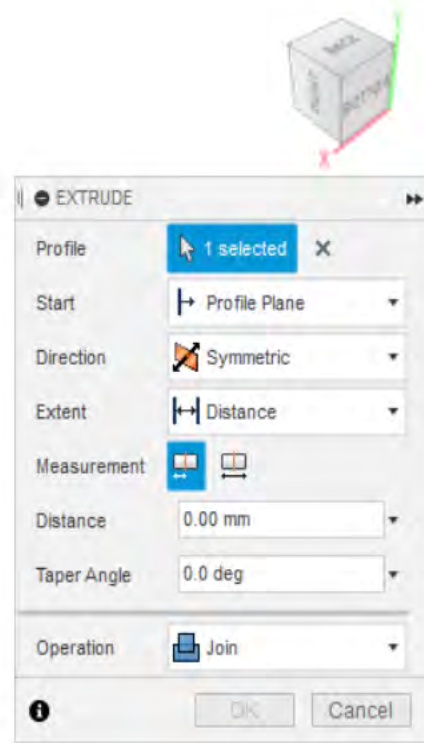 BACK
RIGHT
BOTTOM
X
EXTRUDE
Profile 1 selected
Start Profile Plane
Direction Symmetric
Extent Distance
Measurement
Distance 0.00 mm
Taper Angle 0.0 deg
Operation Join
OK Cancel